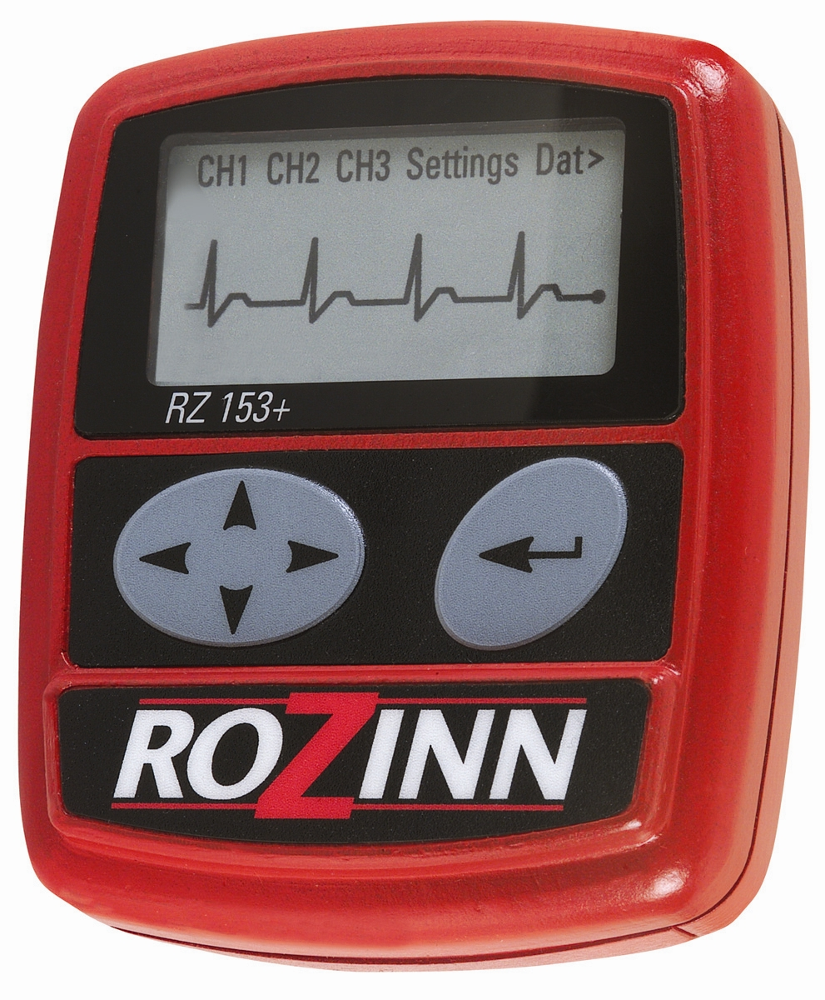 CH1 CH2 CH3 Settings Dat>
RZ 153+
ROZINN